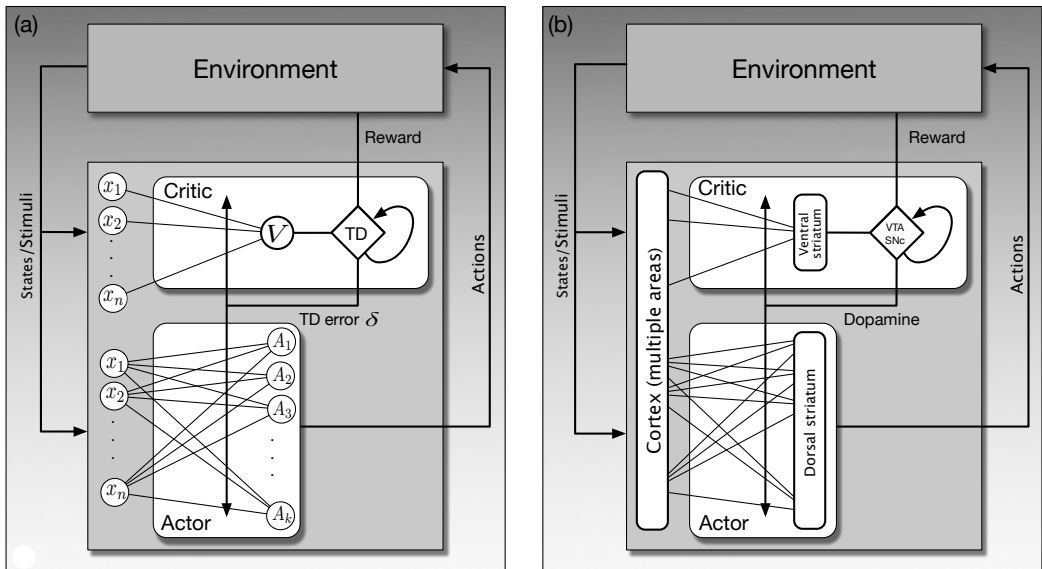 (a)
Environment
Reward
States/Stimuli
Actions
x₁
x₂
xₙ
Critic
V
TD
TD error δ
x₁
x₂
xₙ
A₁
A₂
A₃
Aₖ
Actor
(b)
Environment
Reward
States/Stimuli
Actions
Cortex (multiple areas)
Critic
Ventral
striatum
VTA
SNc
Dopamine
Dorsal striatum
Actor